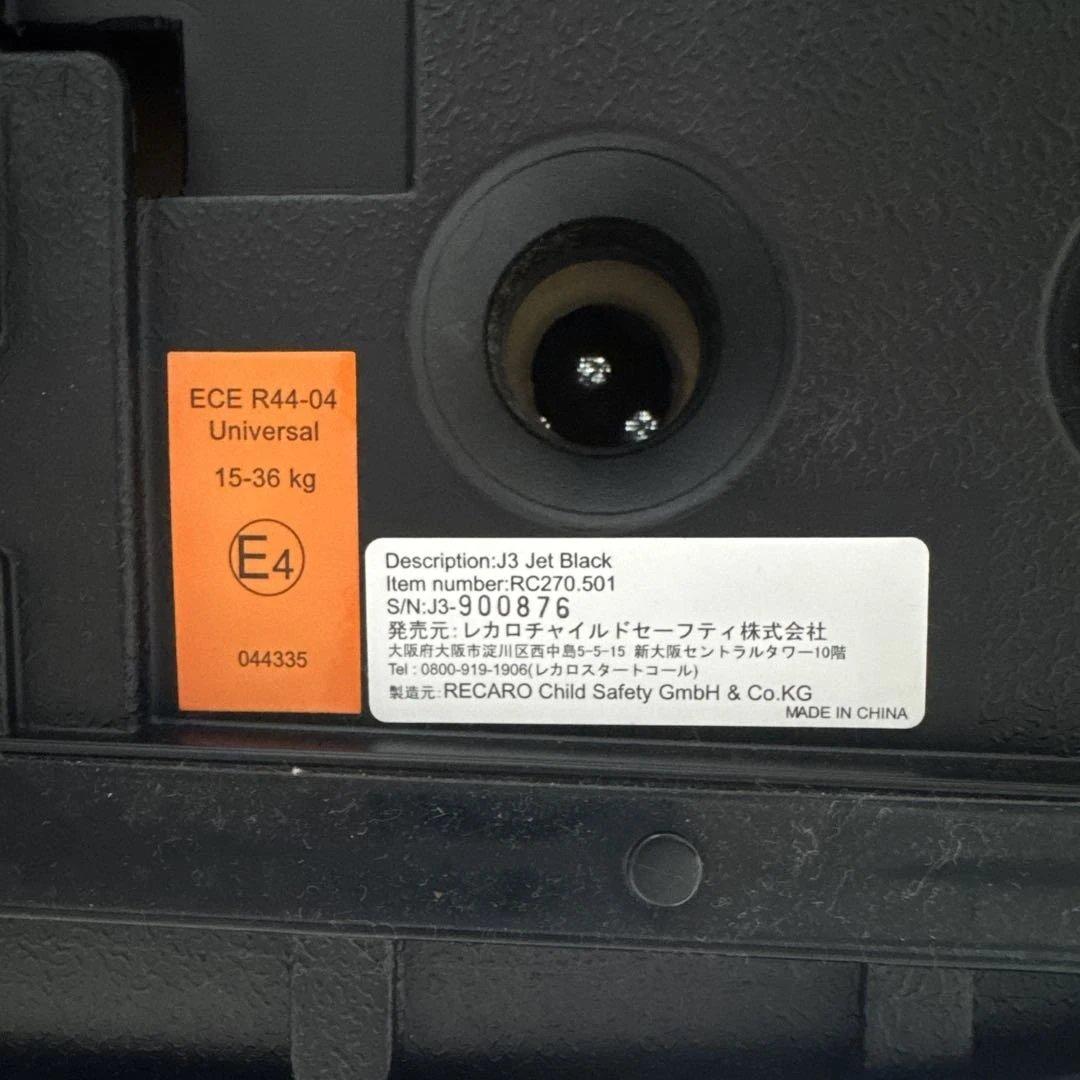 ECE R44-04
Universal
15-36 kg
E4
044335
Description:J3 Jet Black
Item number:RC270.501
S/N:J3-900876
発売元:レカロチャイルドセーフティ株式会社
大阪府大阪市淀川区西中島5-5-15 新大阪セントラルタワー10階
Tel : 0800-919-1906(レカロスタートコール)
製造元:RECARO Child Safety GmbH & Co.KG
MADE IN CHINA